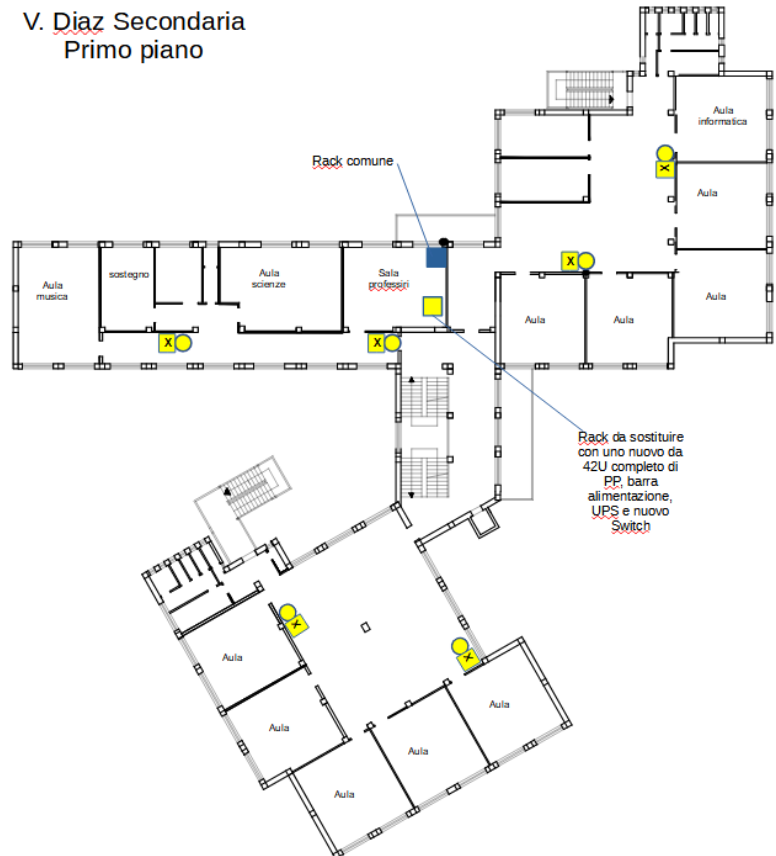 V. Diaz Secondaria
Primo piano
Aula
informatica
X
Rack comune
Aula
X
Aula
musica
sostegno
Aula
scienze
Sala
professiri
Aula
Aula
Aula
X
X
Rack da sostituire
con uno nuovo da
42U completo di
PP, barra
alimentazione,
UPS e nuovo
Switch
X
X
Aula
Aula
Aula
Aula
Aula